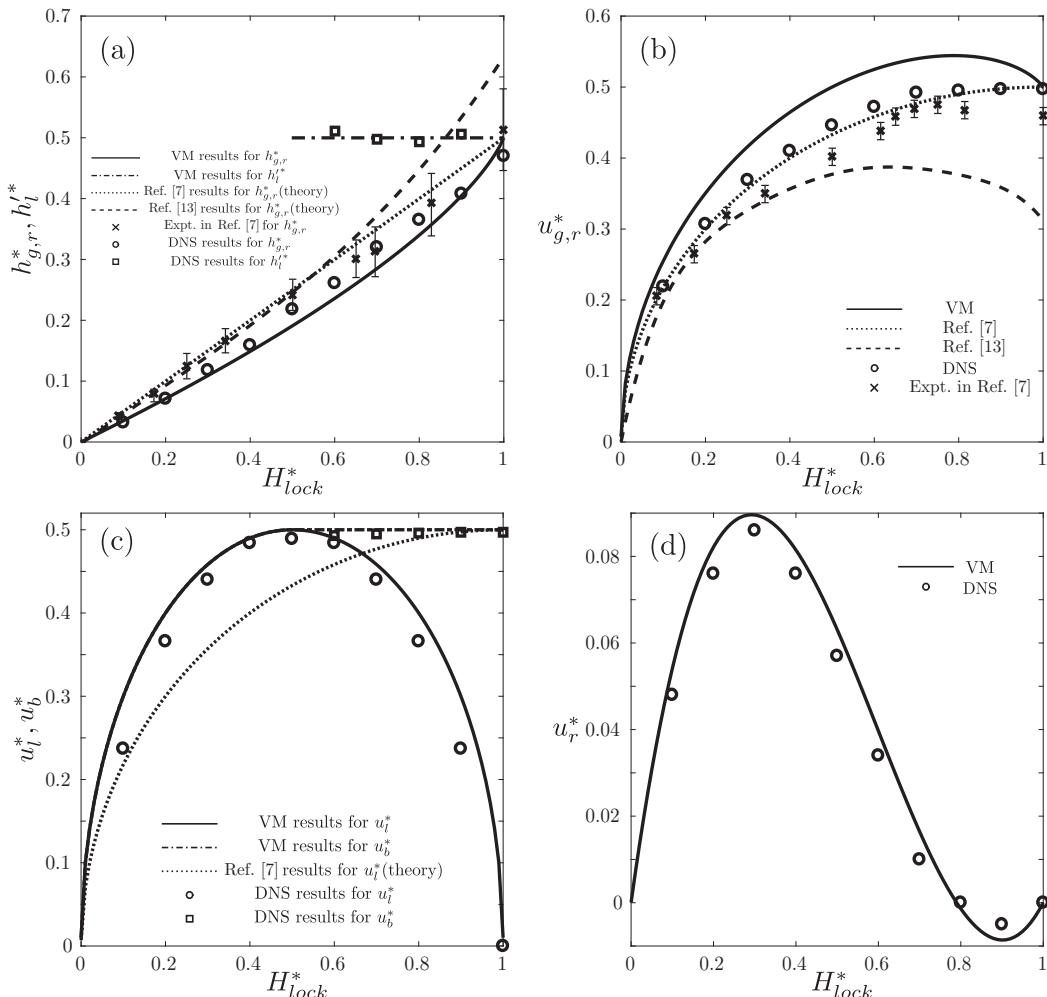 (a)
0.7
0.6
0.5
0.4
0.3
0.2
0.1
0
h*g,r, h′l*
VM results for h*g,r
VM results for h′l*
Ref. [7] results for h*g,r(theory)
Ref. [13] results for h*g,r(theory)
Expt. in Ref. [7] for h*g,r
DNS results for h*g,r
DNS results for h′l*
0 0.2 0.4 0.6 0.8 1
H*lock
(b)
0.6
0.5
0.4
0.3
0.2
0.1
0
u*g,r
VM
Ref. [7]
Ref. [13]
DNS
Expt. in Ref. [7]
0 0.2 0.4 0.6 0.8 1
H*lock
(c)
0.5
0.4
0.5
0.2
0.1
0
u*l, u*b
VM results for u*l
VM results for u*b
Ref. [7] results for u*l(theory)
DNS results for u*l
DNS results for u*b
0 0.2 0.4 0.6 0.8 1
H*lock
(d)
0.08
0.06
0.04
0.02
0
u*r
VM
DNS
0 0.2 0.4 0.6 0.8 1
H*lock